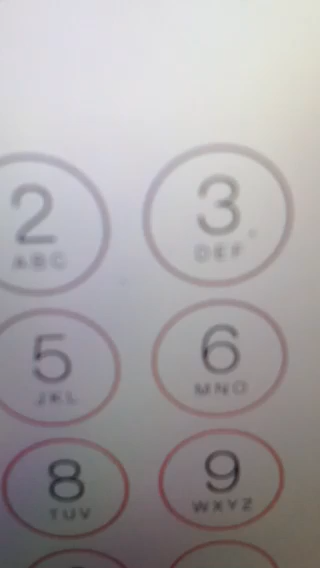 2 3
ABC DEF
5 6
JKL MNO
8 9
TUV WXYZ